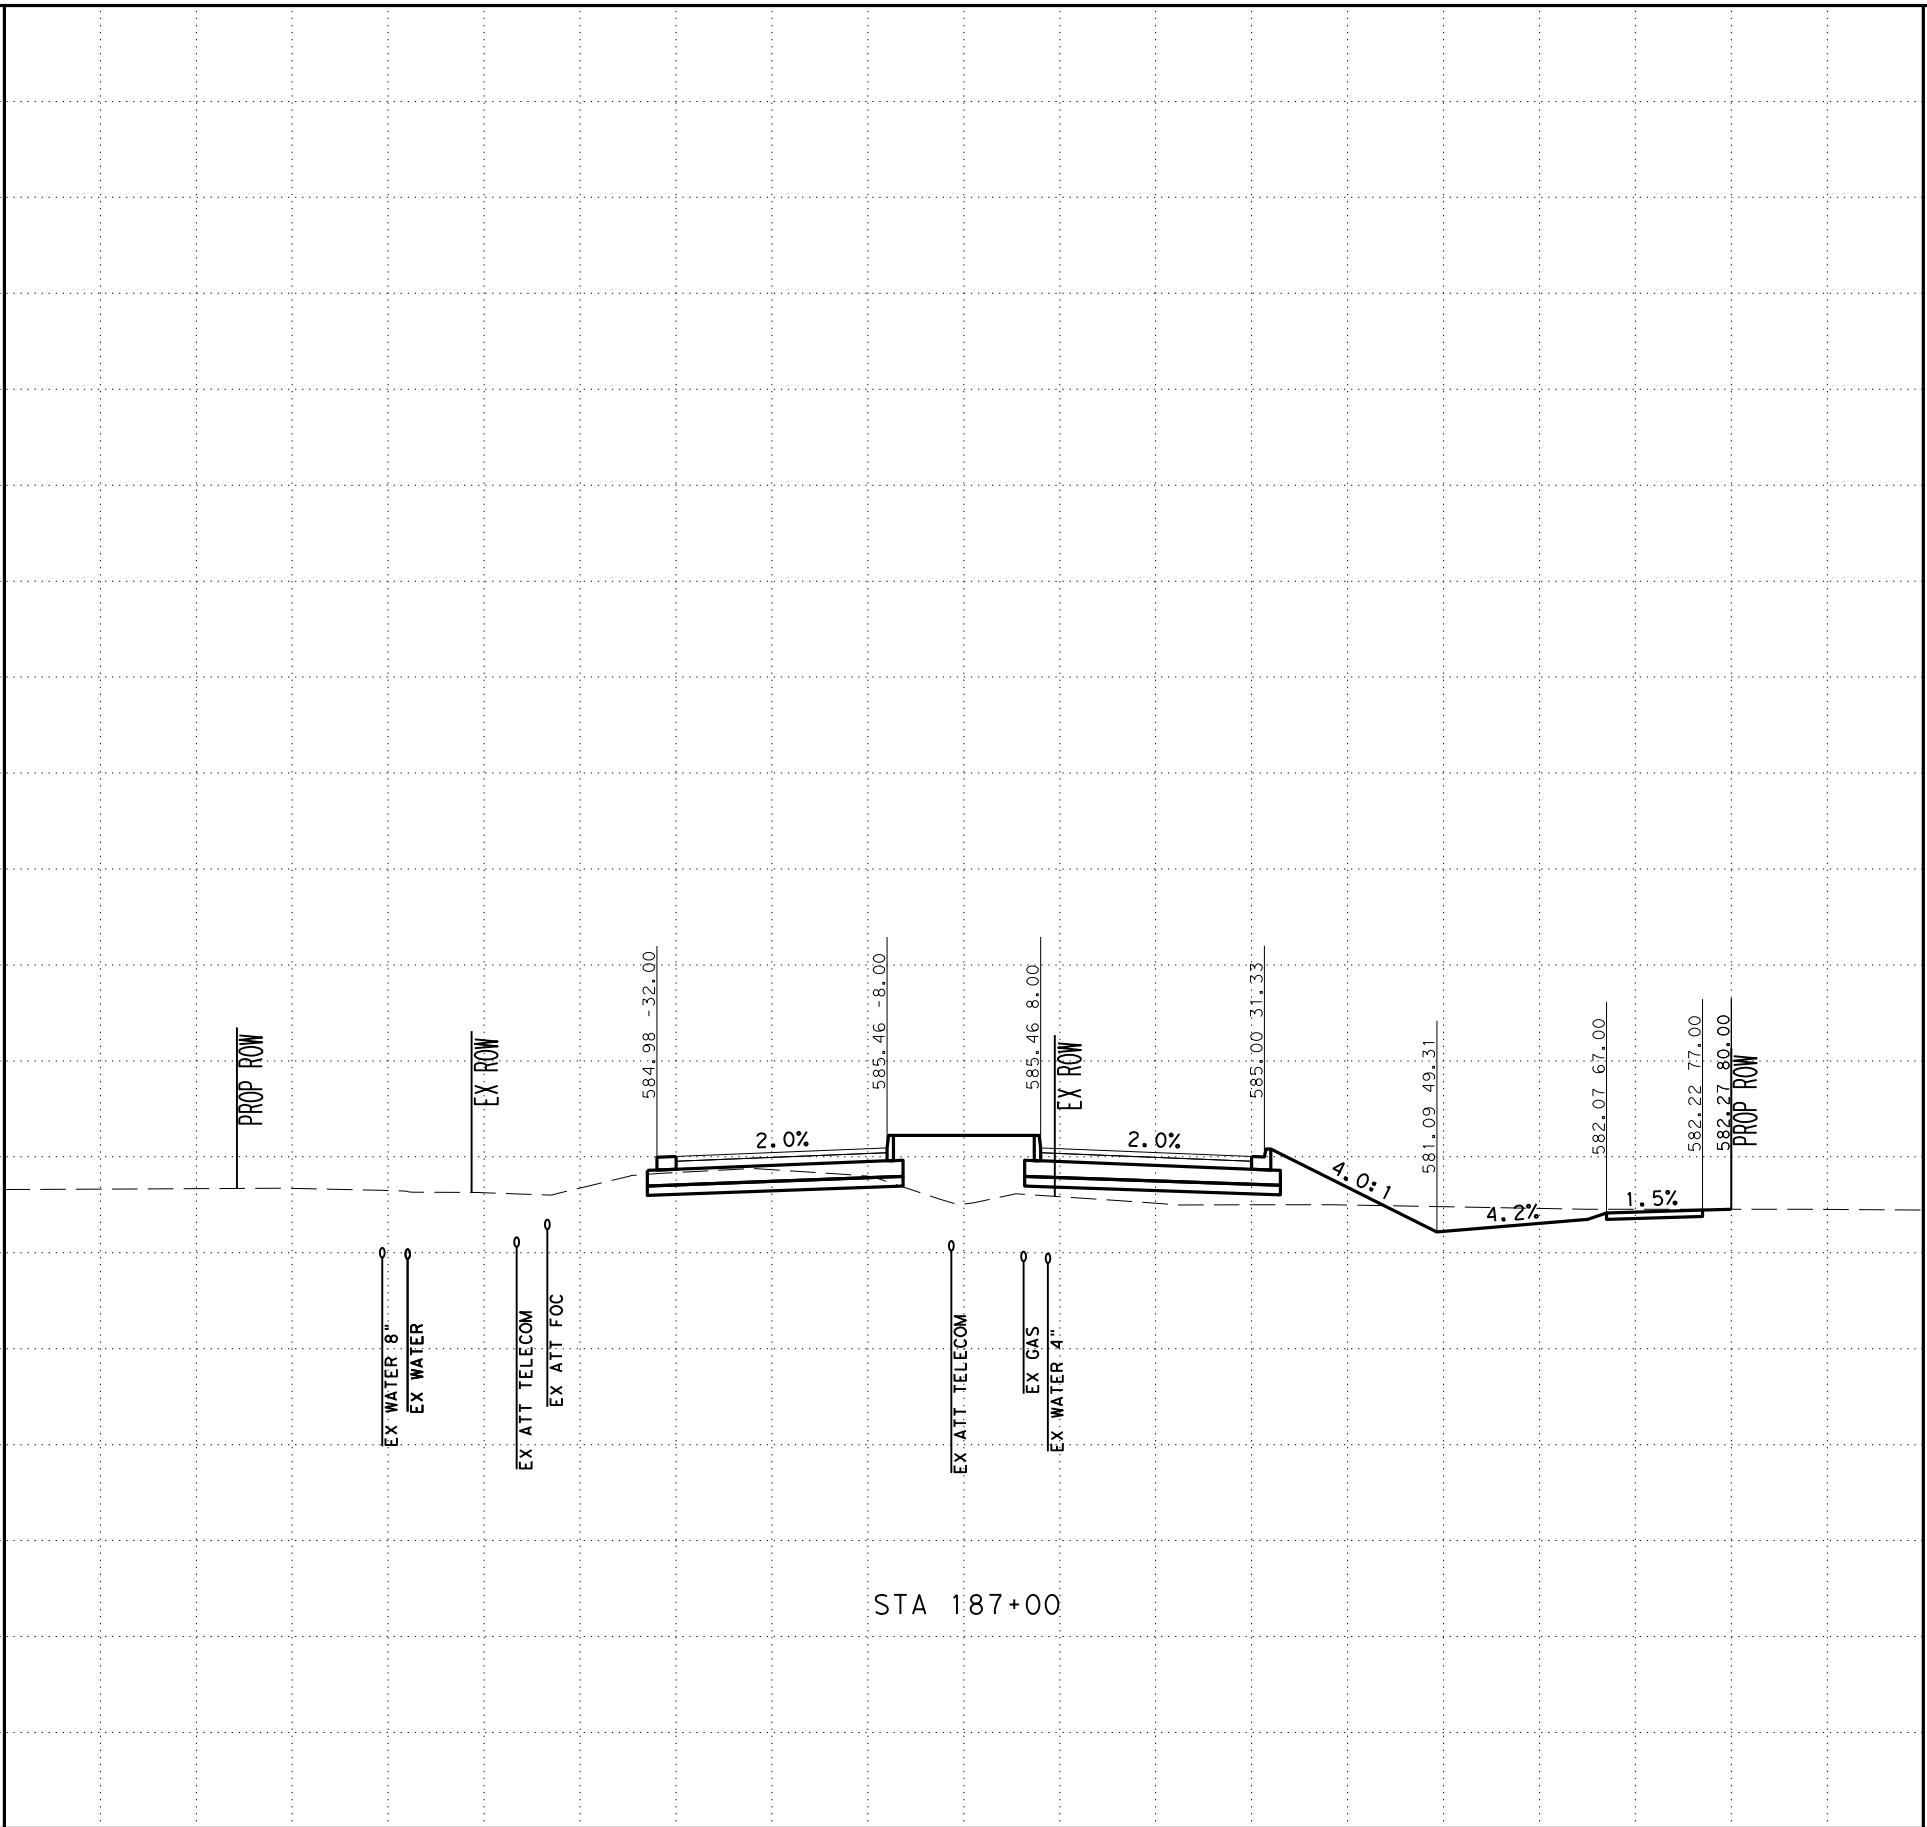 PROP ROW
EX ROW
584.98 -32.00
585.46 -8.00
585.46 8.00
EX ROW
585.00 31.33
581.09 49.31
582.07 67.00
582.22 77.00
582.27 80.00
PROP ROW
2.0%
2.0%
4.0:1
4.2%
1.5%
EX WATER 8"
EX WATER
EX ATT TELECOM
EX ATT FOC
EX ATT TELECOM
EX GAS
EX WATER 4"
STA 187+00